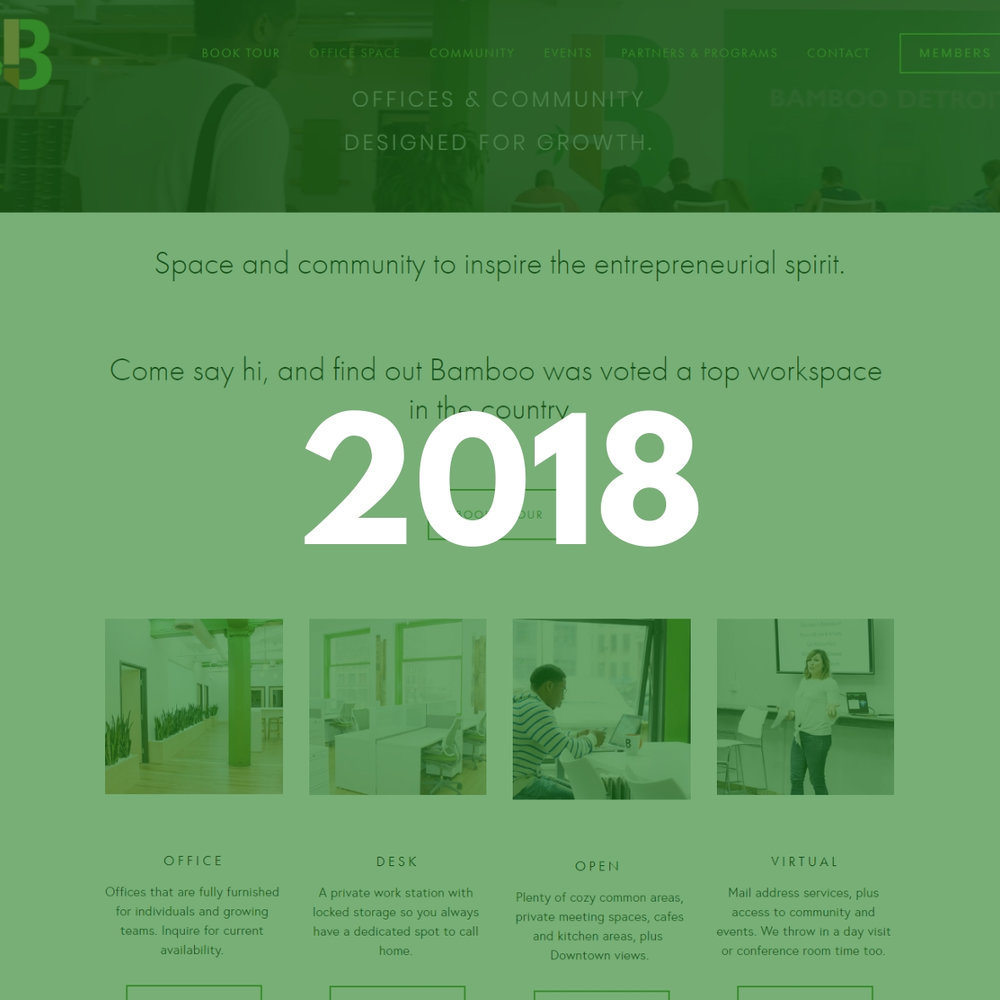 B
BOOK TOUR OFFICE SPACE COMMUNITY EVENTS PARTNERS & PROGRAMS CONTACT MEMBERS
BAMBOO DETROI
OFFICES & COMMUNITY
DESIGNED FOR GROWTH.
Space and community to inspire the entrepreneurial spirit.
Come say hi, and find out Bamboo was voted a top workspace
in the country.
2018
BOOK TOUR
OFFICE
Offices that are fully furnished
for individuals and growing
teams. Inquire for current
availability.
DESK
A private work station with
locked storage so you always
have a dedicated spot to call
home.
OPEN
Plenty of cozy common areas,
private meeting spaces, cafes
and kitchen areas, plus
Downtown views.
VIRTUAL
Mail address services, plus
access to community and
events. We throw in a day visit
or conference room time too.